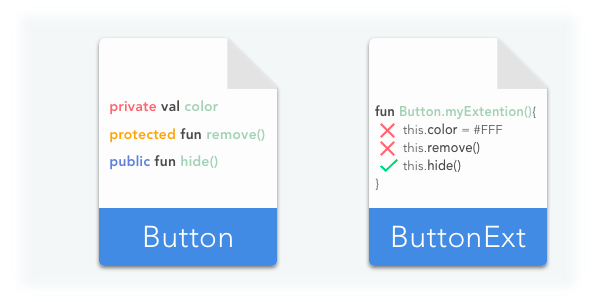 private val color
protected fun remove()
public fun hide()
Button
fun Button.myExtention(){
this.color = #FFF
this.remove()
this.hide()
}
ButtonExt